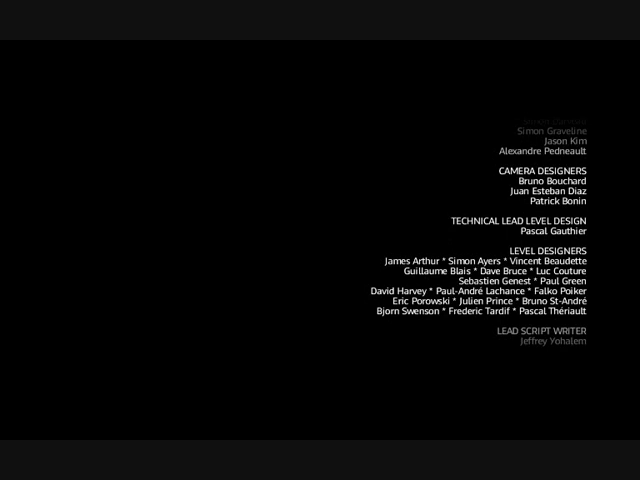 Simon Graveline
Jason Kim
Alexandre Pedneault
CAMERA DESIGNERS
Bruno Bouchard
Juan Esteban Diaz
Patrick Bonin
TECHNICAL LEAD LEVEL DESIGN
Pascal Gauthier
LEVEL DESIGNERS
James Arthur * Simon Ayers * Vincent Beaudette
Guillaume Blais * Dave Bruce * Luc Couture
Sebastien Genest * Paul Green
David Harvey * Paul-André Lachance * Falko Poiker
Eric Porowski * Julien Prince * Bruno St-André
Bjorn Swenson * Frederic Tardif * Pascal Thériault
LEAD SCRIPT WRITER
Jeffrey Yohalem